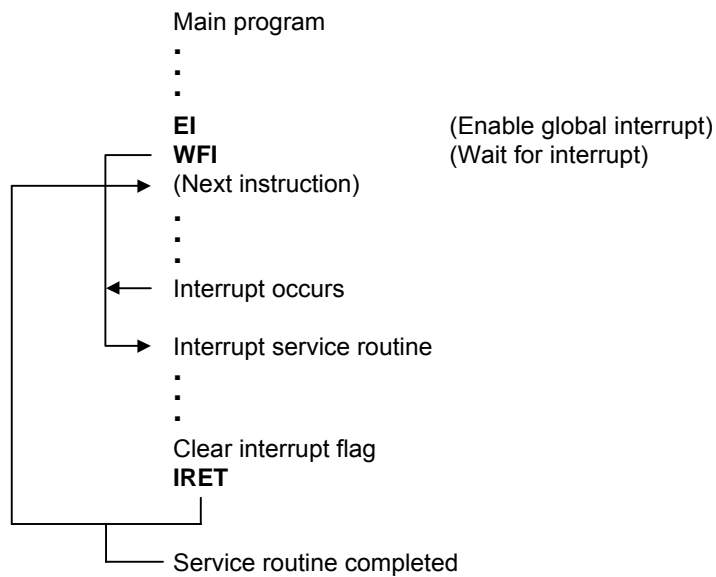 Main program
.
.
.
EI (Enable global interrupt)
WFI (Wait for interrupt)
(Next instruction)
.
.
.
Interrupt occurs
Interrupt service routine
.
.
.
Clear interrupt flag
IRET
Service routine completed